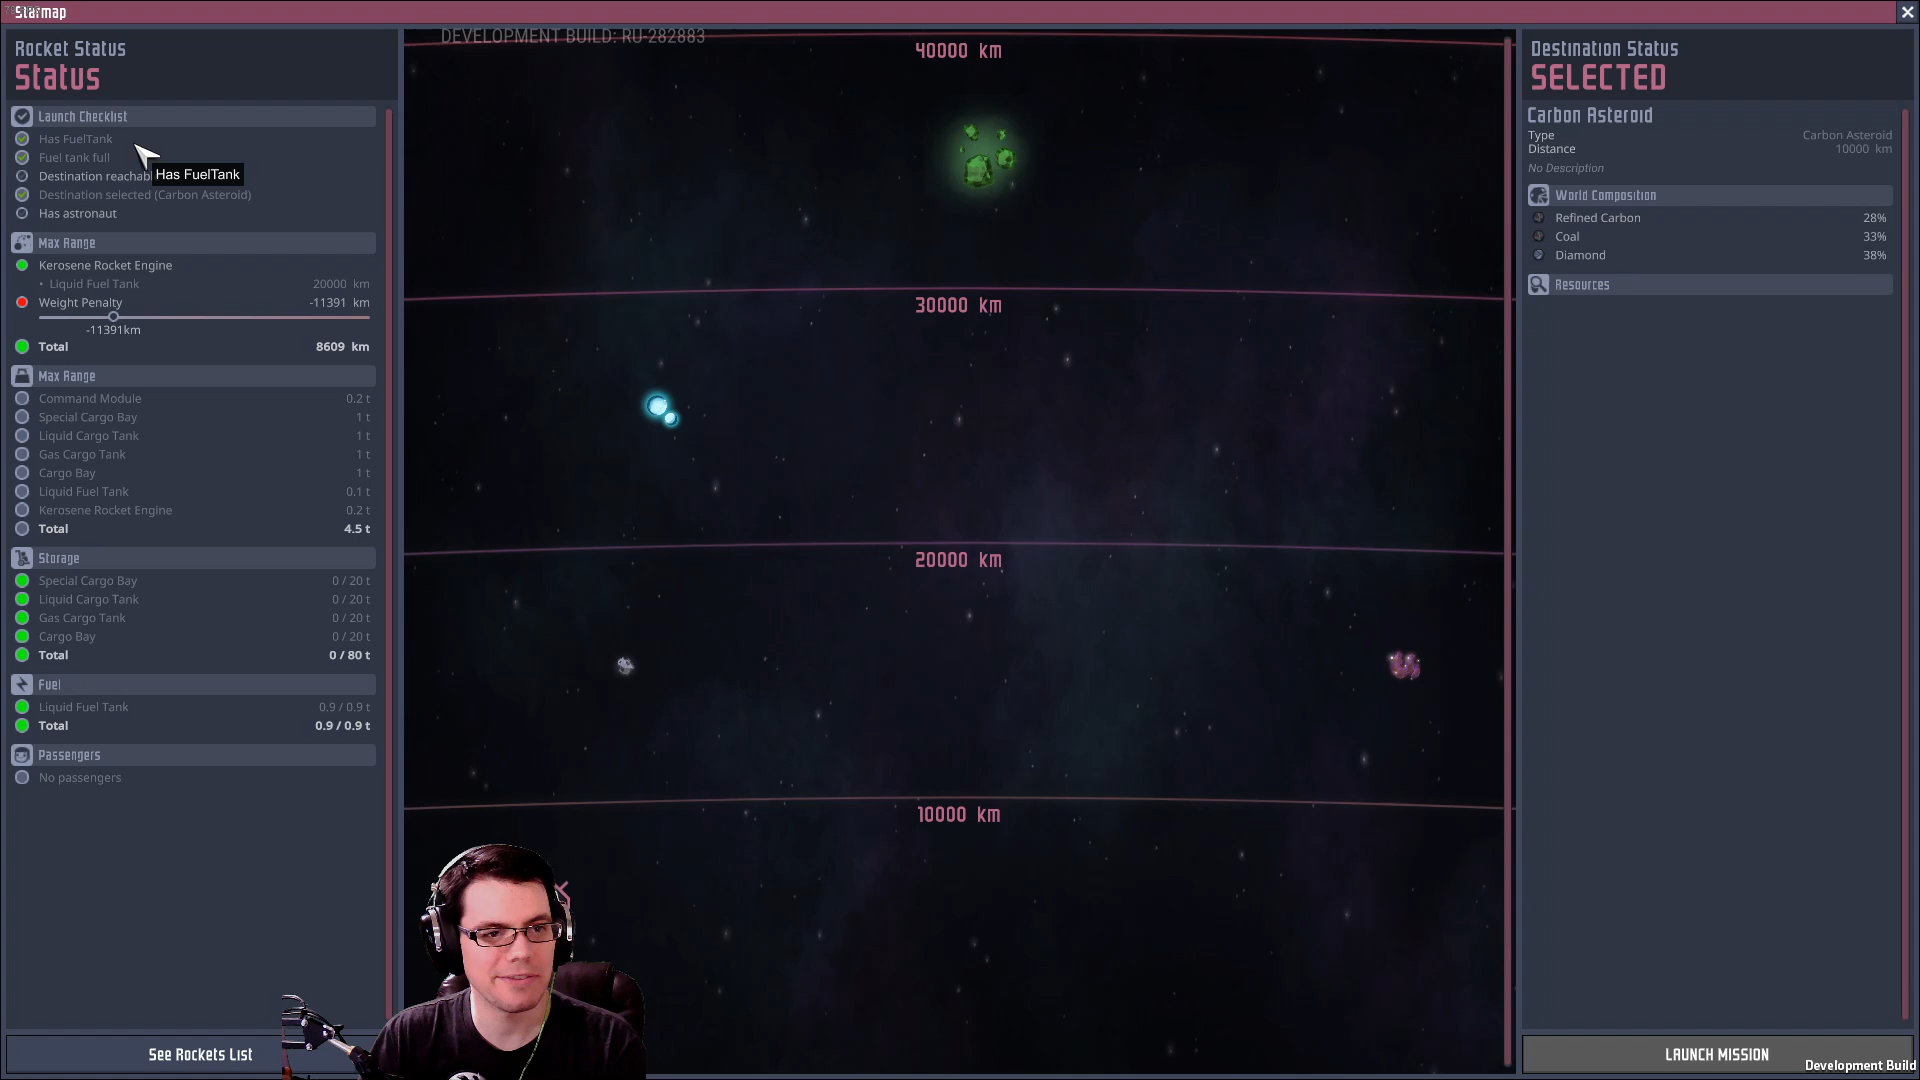 Starmap
DEVELOPMENT BUILD: RU-282883
Rocket Status
Status
Launch Checklist
Has FuelTank
Fuel tank full
Has FuelTank
Destination selected (Carbon Asteroid)
Has astronaut
Max Range
Kerosene Rocket Engine
• Liquid Fuel Tank 20000 km
Weight Penalty -11391 km
-11391km
Total 8609 km
Max Range
Command Module 0.2 t
Special Cargo Bay 1 t
Liquid Cargo Tank 1 t
Gas Cargo Tank 1 t
Cargo Bay 1 t
Liquid Fuel Tank 0.1 t
Kerosene Rocket Engine 0.2 t
Total 4.5 t
Storage
Special Cargo Bay 0 / 20 t
Liquid Cargo Tank 0 / 20 t
Gas Cargo Tank 0 / 20 t
Cargo Bay 0 / 20 t
Total 0 / 80 t
Fuel
Liquid Fuel Tank 0.9 / 0.9 t
Total 0.9 / 0.9 t
Passengers
No passengers
See Rockets List
40000 km
30000 km
20000 km
10000 km
Destination Status
SELECTED
Carbon Asteroid
Type Carbon Asteroid
Distance 10000 km
No Description
World Composition
Refined Carbon 28%
Coal 33%
Diamond 38%
Resources
LAUNCH MISSION
Development Build